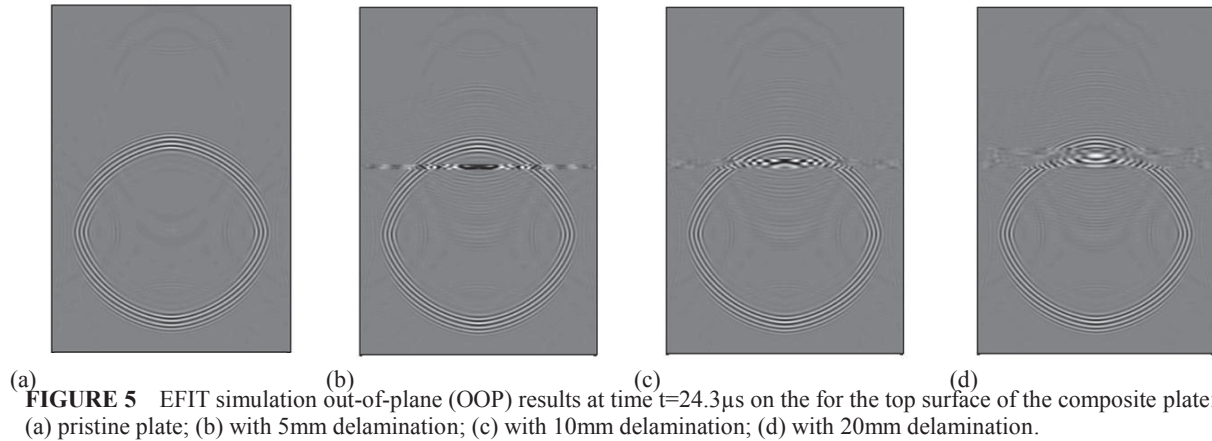 (a) (b) (c) (d)
FIGURE 5 EFIT simulation out-of-plane (OOP) results at time t=24.3µs on the for the top surface of the composite plate:
(a) pristine plate; (b) with 5mm delamination; (c) with 10mm delamination; (d) with 20mm delamination.